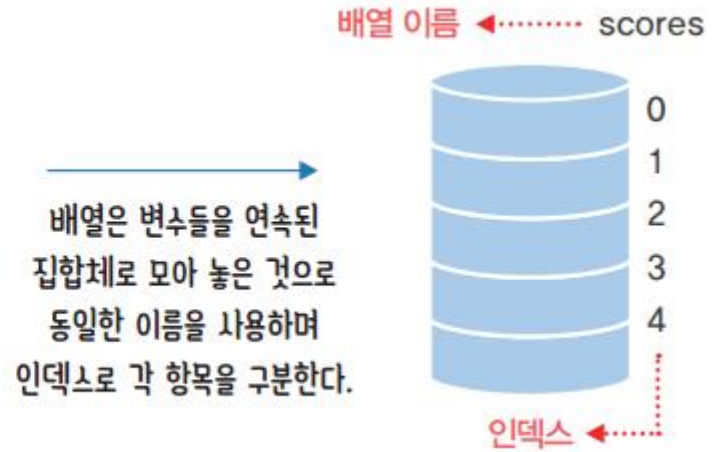 배열 이름 scores
0
1
2
3
4
배열은 변수들을 연속된
집합체로 모아 놓은 것으로
동일한 이름을 사용하며
인덱스로 각 항목을 구분한다.
인덱스